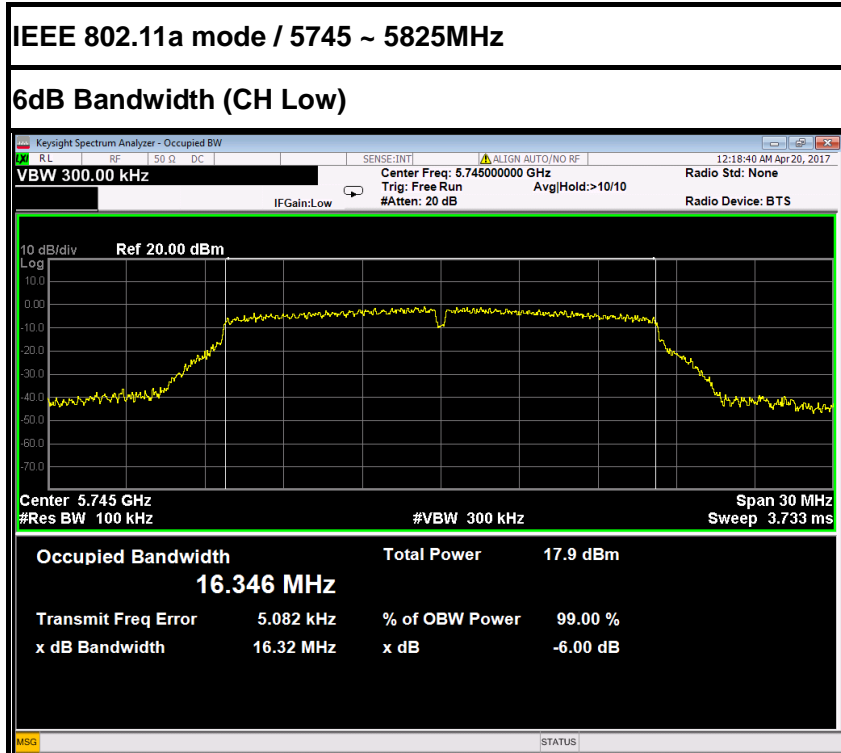 IEEE 802.11a mode / 5745 ~ 5825MHz
6dB Bandwidth (CH Low)
Keysight Spectrum Analyzer - Occupied BW
LXI RL RF 50 Ω DC SENSE:INT ALIGN AUTO/NO RF 12:18:40 AM Apr 20, 2017
VBW 300.00 kHz Center Freq: 5.745000000 GHz Radio Std: None
Trig: Free Run Avg|Hold:>10/10
IFGain:Low #Atten: 20 dB Radio Device: BTS
10 dB/div Ref 20.00 dBm
Log
10.0
0.00
-10.0
-20.0
-30.0
-40.0
-50.0
-60.0
-70.0
Center 5.745 GHz Span 30 MHz
#Res BW 100 kHz #VBW 300 kHz Sweep 3.733 ms
Occupied Bandwidth Total Power 17.9 dBm
16.346 MHz
Transmit Freq Error 5.082 kHz % of OBW Power 99.00 %
x dB Bandwidth 16.32 MHz x dB -6.00 dB
MSG STATUS